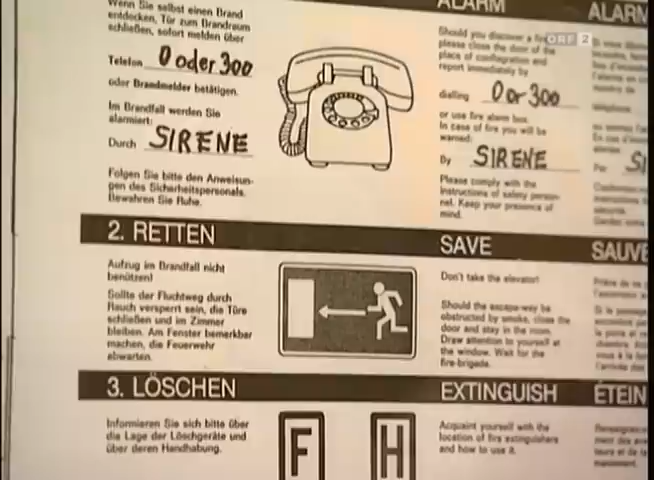 ALARM
ALARM
ORF 2
Wenn Sie selbst einen Brand
entdecken, Tür zum Brandraum
schließen, sofort melden über
Telefon 0 oder 300
oder Brandmelder betätigen.
Im Brandfall werden Sie
alarmiert:
Durch SIRENE
Folgen Sie bitte den Anweisun-
gen des Sicherheitspersonals.
Bewahren Sie Ruhe.
Should you discover a fire
please close the door of the
place of conflagration and
report immediately by
dialling 0 or 300
or use fire alarm box.
In case of fire you will be
warned:
By SIRENE
Please comply with the
instructions of safety person-
nel. Keep your presence of
mind.
Par SI
2. RETTEN
SAVE
SAUVE
Aufzug im Brandfall nicht
benützen!
Sollte der Fluchtweg durch
Rauch versperrt sein, die Türe
schließen und im Zimmer
bleiben. Am Fenster bemerkbar
machen, die Feuerwehr
abwarten.
Don't take the elevator!
Should the escape-way be
obstructed by smoke, close the
door and stay in the room.
Draw attention to yourself at
the window. Wait for the
fire-brigade.
3. LÖSCHEN
EXTINGUISH
ÉTEIN
Informieren Sie sich bitte über
die Lage der Löschgeräte und
über deren Handhabung.
F
H
Acquaint yourself with the
location of fire extinguishers
and how to use it.